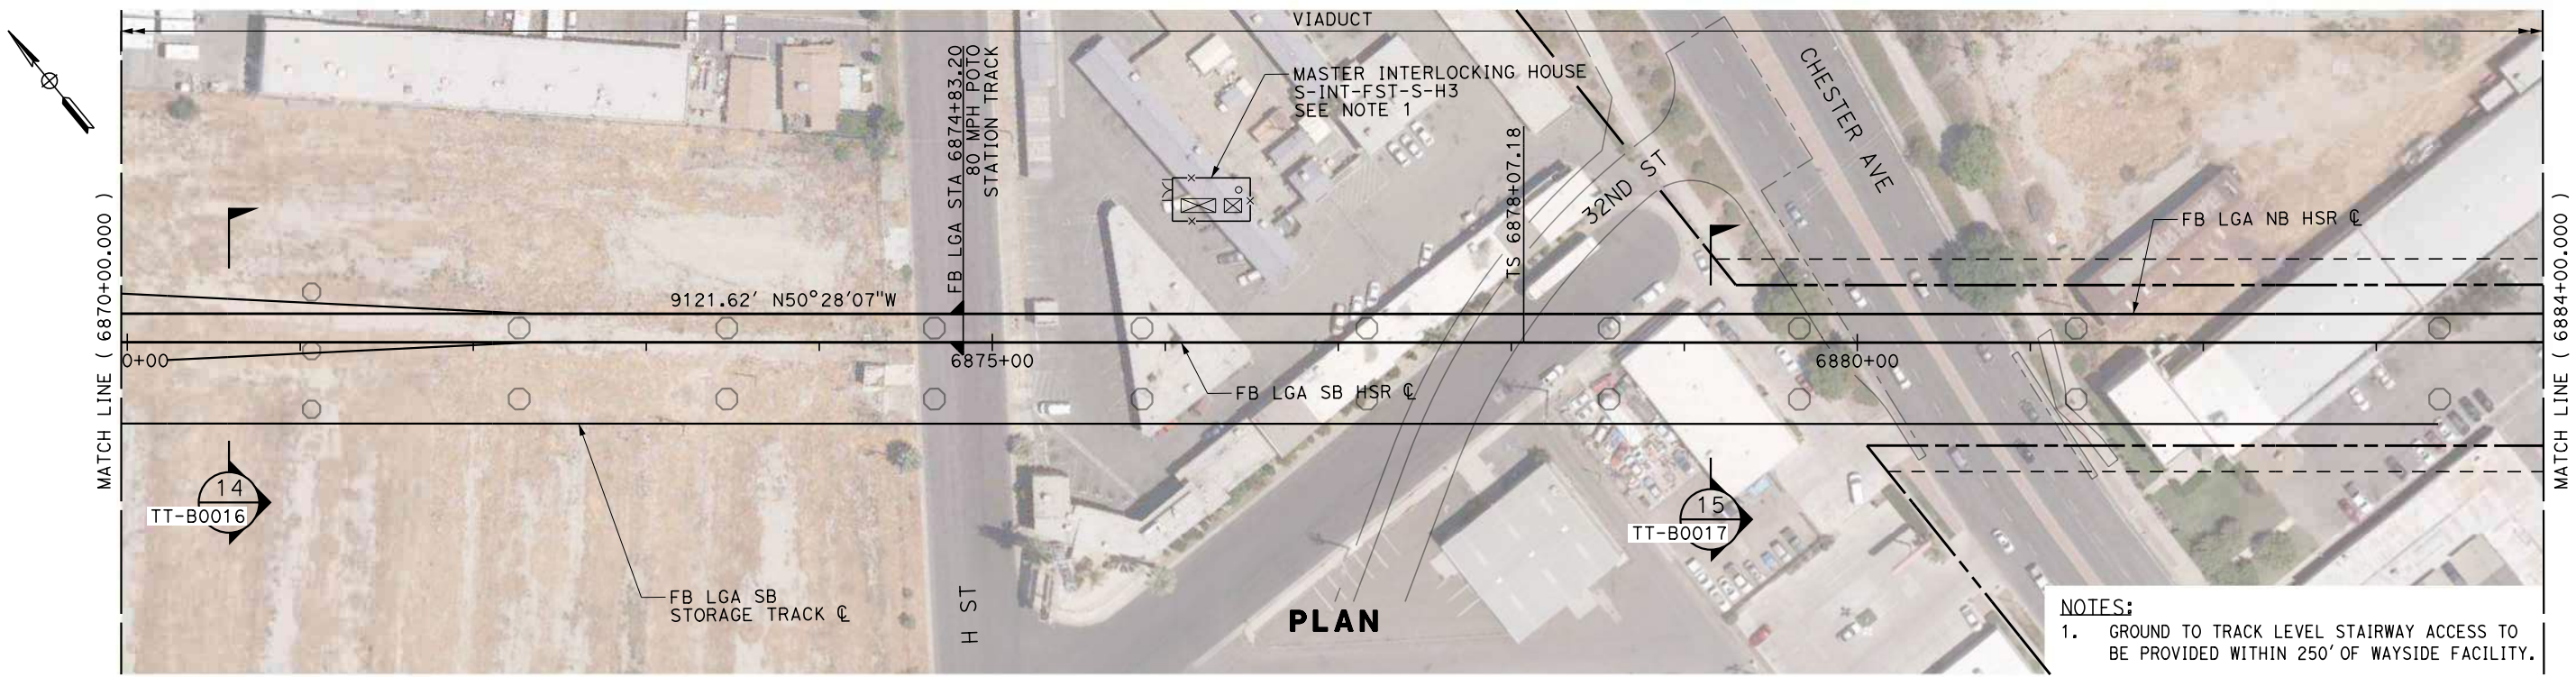 VIADUCT
MASTER INTERLOCKING HOUSE
S-INT-FST-S-H3
SEE NOTE 1
FB LGA STA 6874+83.20
80 MPH POTO
STATION TRACK
CHESTER AVE
32ND ST
TS 6878+07.18
FB LGA NB HSR ℄
MATCH LINE ( 6870+00.000 )
MATCH LINE ( 6884+00.000 )
9121.62' N50°28'07"W
0+00
6875+00
6880+00
FB LGA SB HSR ℄
14
TT-B0016
15
TT-B0017
FB LGA SB
STORAGE TRACK ℄
H ST
PLAN
NOTES:
1. GROUND TO TRACK LEVEL STAIRWAY ACCESS TO
BE PROVIDED WITHIN 250' OF WAYSIDE FACILITY.